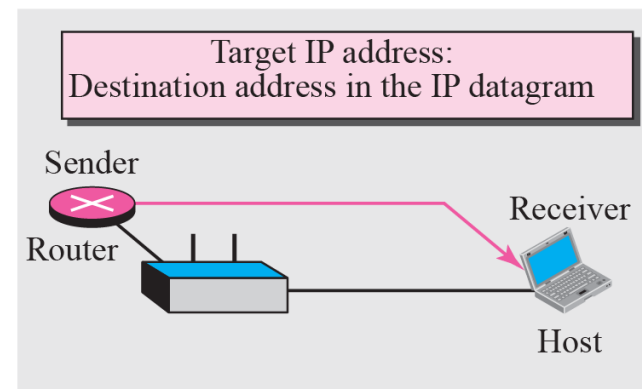 Target IP address:
Destination address in the IP datagram
Sender
Router
Receiver
Host